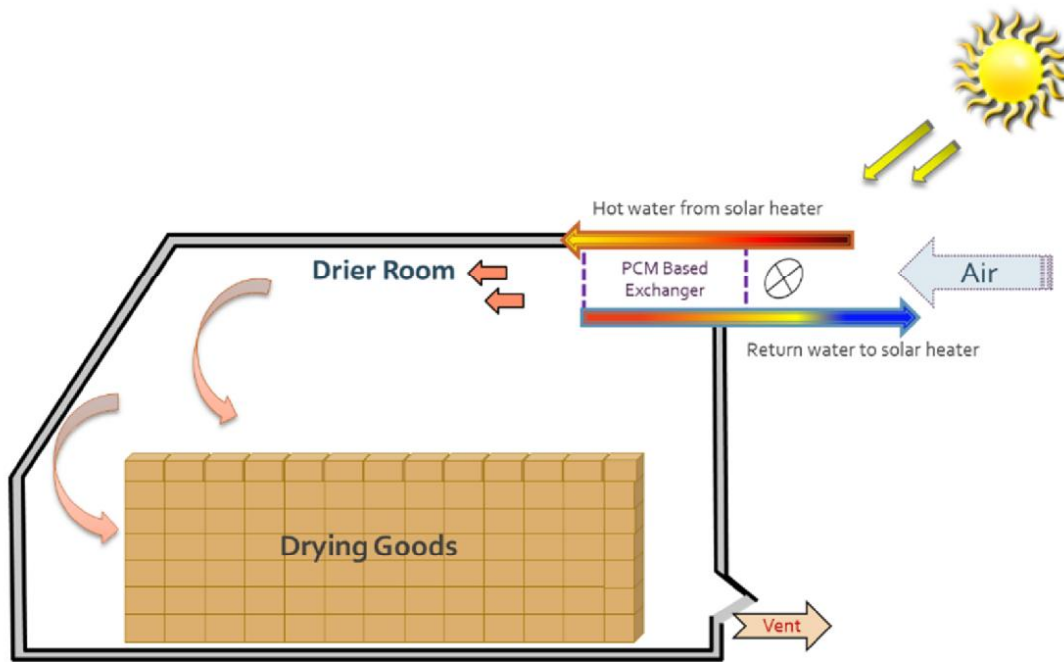 Hot water from solar heater
Drier Room
PCM Based
Exchanger
Air
Return water to solar heater
Drying Goods
Vent